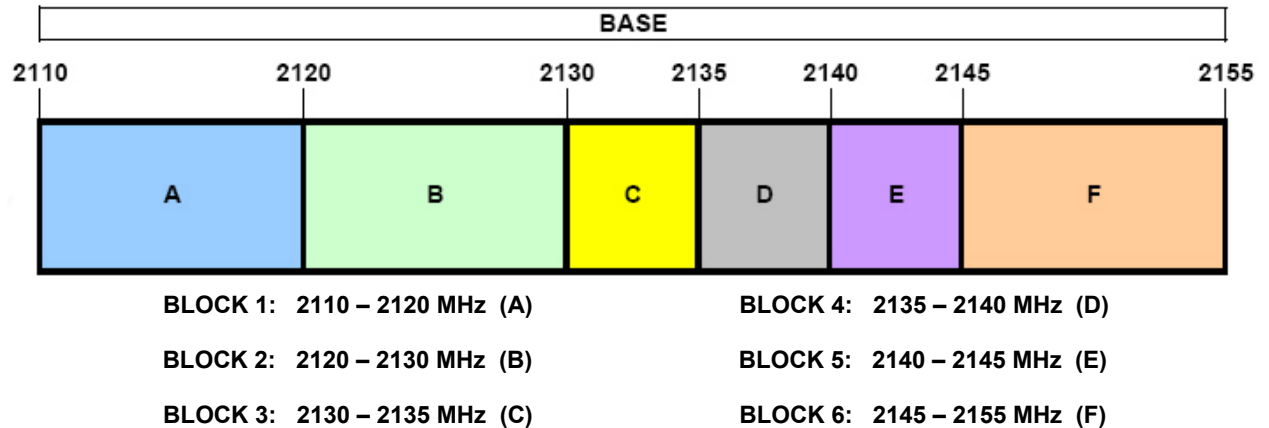 BASE
2110 2120 2130 2135 2140 2145 2155
A B C D E F
BLOCK 1: 2110 – 2120 MHz (A) BLOCK 4: 2135 – 2140 MHz (D)
BLOCK 2: 2120 – 2130 MHz (B) BLOCK 5: 2140 – 2145 MHz (E)
BLOCK 3: 2130 – 2135 MHz (C) BLOCK 6: 2145 – 2155 MHz (F)